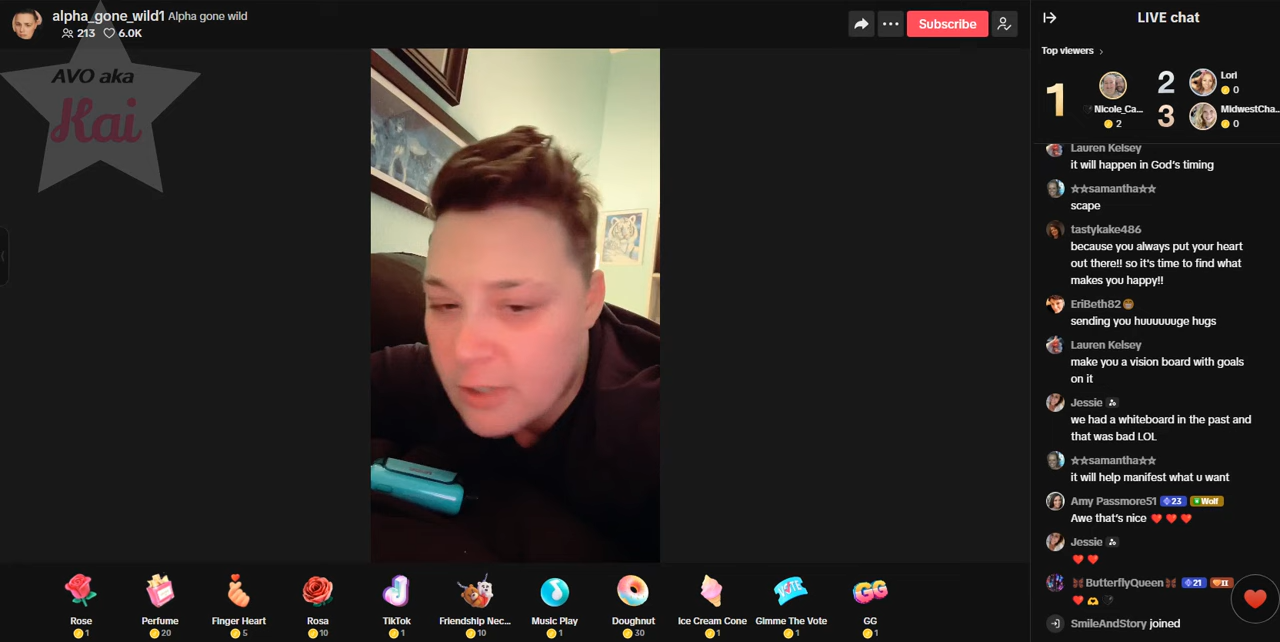 alpha_gone_wild1 Alpha gone wild
213 6.0K
Subscribe
AVO aka
Kai
LIVE chat
Top viewers
1
Nicole_Ca...
2
2
Lori
0
3
MidwestCha...
0
Lauren Kelsey
it will happen in God's timing
☆☆samantha☆☆
scape
tastykake486
because you always put your heart
out there!! so it's time to find what
makes you happy!!
EriBeth82
sending you huuuuuuge hugs
Lauren Kelsey
make you a vision board with goals
on it
Jessie
we had a whiteboard in the past and
that was bad LOL
☆☆samantha☆☆
it will help manifest what u want
Amy Passmore51 23 Wolf
Awe that's nice ❤️ ❤️ ❤️
Jessie
❤️ ❤️
ButterflyQueen 21 II
SmileAndStory joined
Rose
1
Perfume
20
Finger Heart
5
Rosa
10
TikTok
1
Friendship Nec...
10
Music Play
1
Doughnut
30
Ice Cream Cone
1
Gimme The Vote
1
GG
1